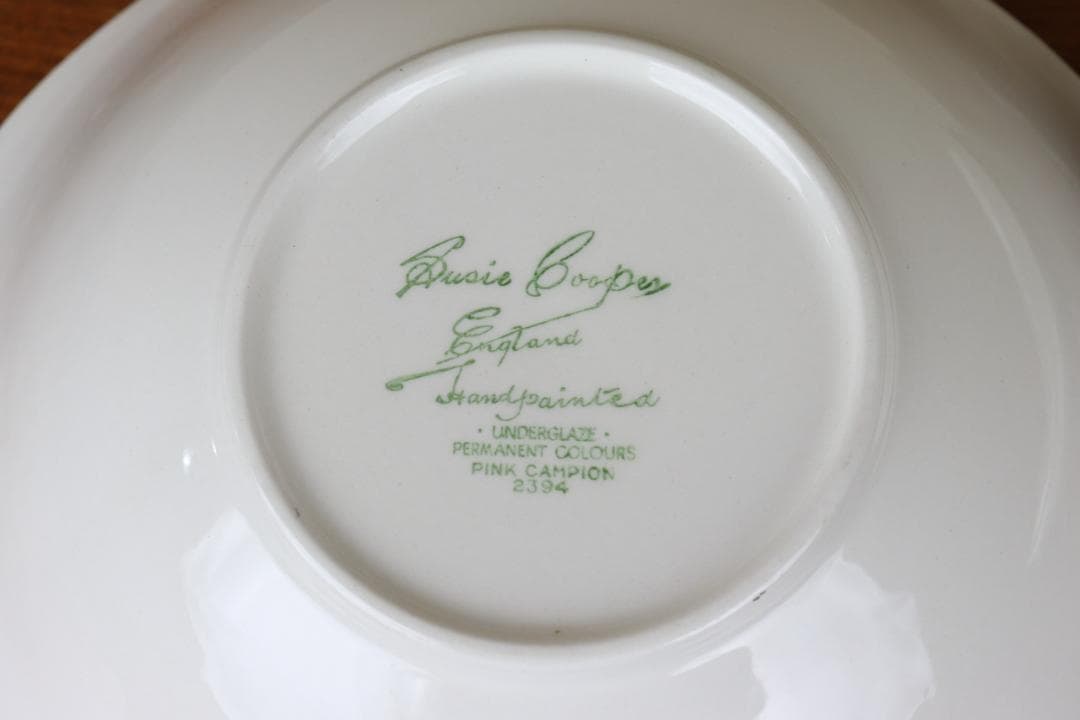 Susie Cooper
England
Handpainted
· UNDERGLAZE ·
PERMANENT COLOURS
PINK CAMPION
2394